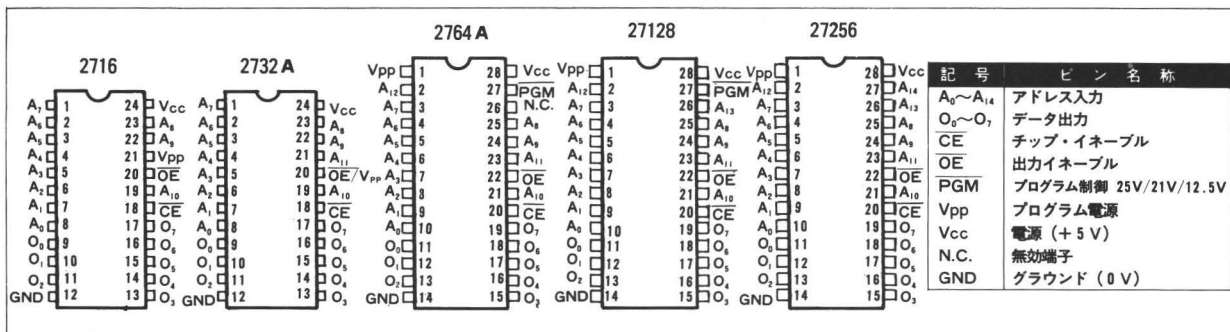 2716
A₇ 1 24 Vcc
A₆ 2 23 A₈
A₅ 3 22 A₉
A₄ 4 21 Vpp
A₃ 5 20 OE
A₂ 6 19 A₁₀
A₁ 7 18 CE
A₀ 8 17 O₇
O₀ 9 16 O₆
O₁ 10 15 O₅
O₂ 11 14 O₄
GND 12 13 O₃
2732A
A₇ 1 24 Vcc
A₆ 2 23 A₈
A₅ 3 22 A₉
A₄ 4 21 A₁₁
A₃ 5 20 OE/Vpp
A₂ 6 19 A₁₀
A₁ 7 18 CE
A₀ 8 17 O₇
O₀ 9 16 O₆
O₁ 10 15 O₅
O₂ 11 14 O₄
GND 12 13 O₃
2764A
Vpp 1 28 Vcc
A₁₂ 2 27 PGM
A₇ 3 26 N.C.
A₆ 4 25 A₈
A₅ 5 24 A₉
A₄ 6 23 A₁₁
A₃ 7 22 OE
A₂ 8 21 A₁₀
A₁ 9 20 CE
A₀ 10 19 O₇
O₀ 11 18 O₆
O₁ 12 17 O₅
O₂ 13 16 O₄
GND 14 15 O₃
27128
Vpp 1 28 Vcc
A₁₂ 2 27 PGM
A₇ 3 26 A₁₃
A₆ 4 25 A₈
A₅ 5 24 A₉
A₄ 6 23 A₁₁
A₃ 7 22 OE
A₂ 8 21 A₁₀
A₁ 9 20 CE
A₀ 10 19 O₇
O₀ 11 18 O₆
O₁ 12 17 O₅
O₂ 13 16 O₄
GND 14 15 O₃
27256
Vpp 1 28 Vcc
A₁₂ 2 27 A₁₄
A₇ 3 26 A₁₃
A₆ 4 25 A₈
A₅ 5 24 A₉
A₄ 6 23 A₁₁
A₃ 7 22 OE
A₂ 8 21 A₁₀
A₁ 9 20 CE
A₀ 10 19 O₇
O₀ 11 18 O₆
O₁ 12 17 O₅
O₂ 13 16 O₄
GND 14 15 O₃
記号 ピン名称
A₀〜A₁₄ アドレス入力
O₀〜O₇ データ出力
CE チップ・イネーブル
OE 出力イネーブル
PGM プログラム制御 25V/21V/12.5V
Vpp プログラム電源
Vcc 電源（+5V）
N.C. 無効端子
GND グラウンド（0V）